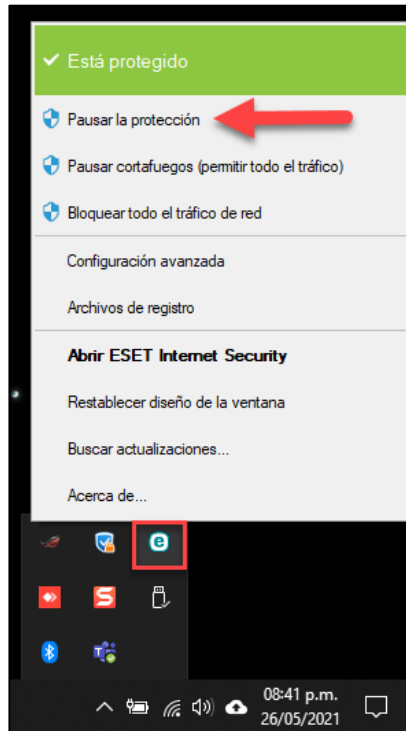 Está protegido
Pausar la protección
Pausar cortafuegos (permitir todo el tráfico)
Bloquear todo el tráfico de red
Configuración avanzada
Archivos de registro
Abrir ESET Internet Security
Restablecer diseño de la ventana
Buscar actualizaciones...
Acerca de...
e
S
08:41 p.m.
26/05/2021